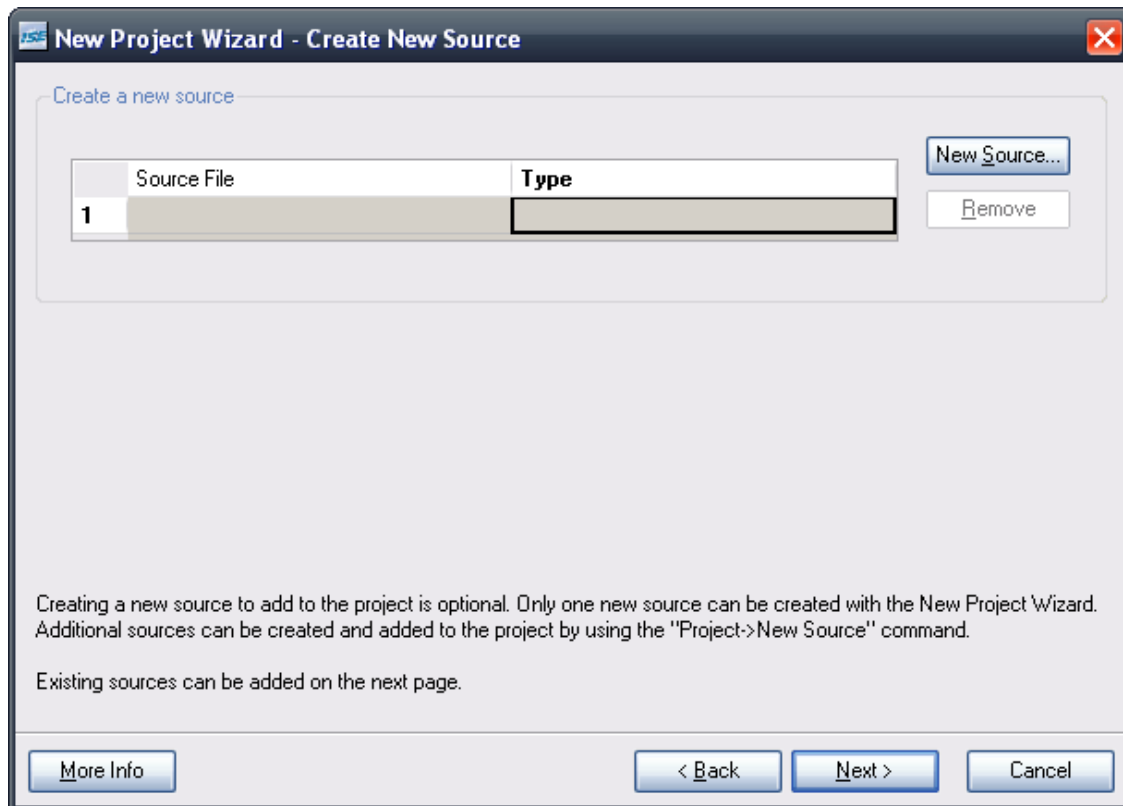 ISE New Project Wizard - Create New Source
Create a new source
Source File Type
New Source...
1
Remove
Creating a new source to add to the project is optional. Only one new source can be created with the New Project Wizard.
Additional sources can be created and added to the project by using the "Project->New Source" command.
Existing sources can be added on the next page.
More Info < Back Next > Cancel